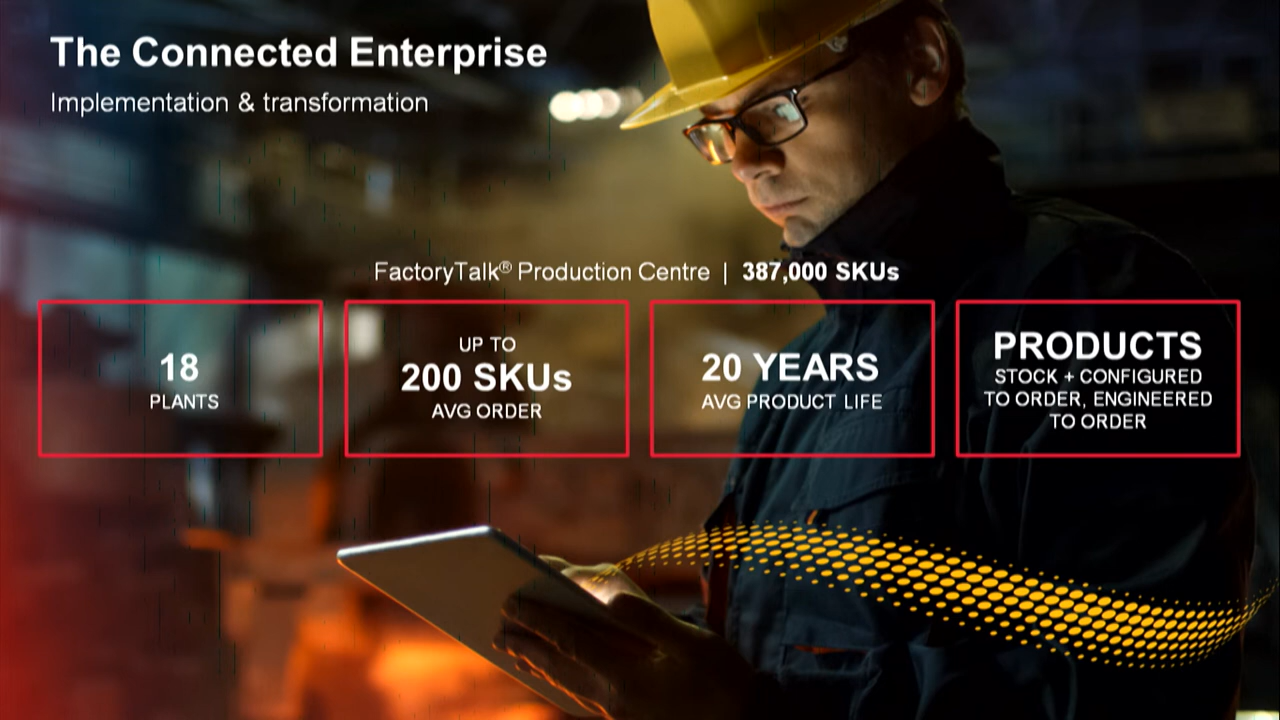 The Connected Enterprise
Implementation & transformation
FactoryTalk® Production Centre | 387,000 SKUs
18
PLANTS
UP TO
200 SKUs
AVG ORDER
20 YEARS
AVG PRODUCT LIFE
PRODUCTS
STOCK + CONFIGURED
TO ORDER, ENGINEERED
TO ORDER